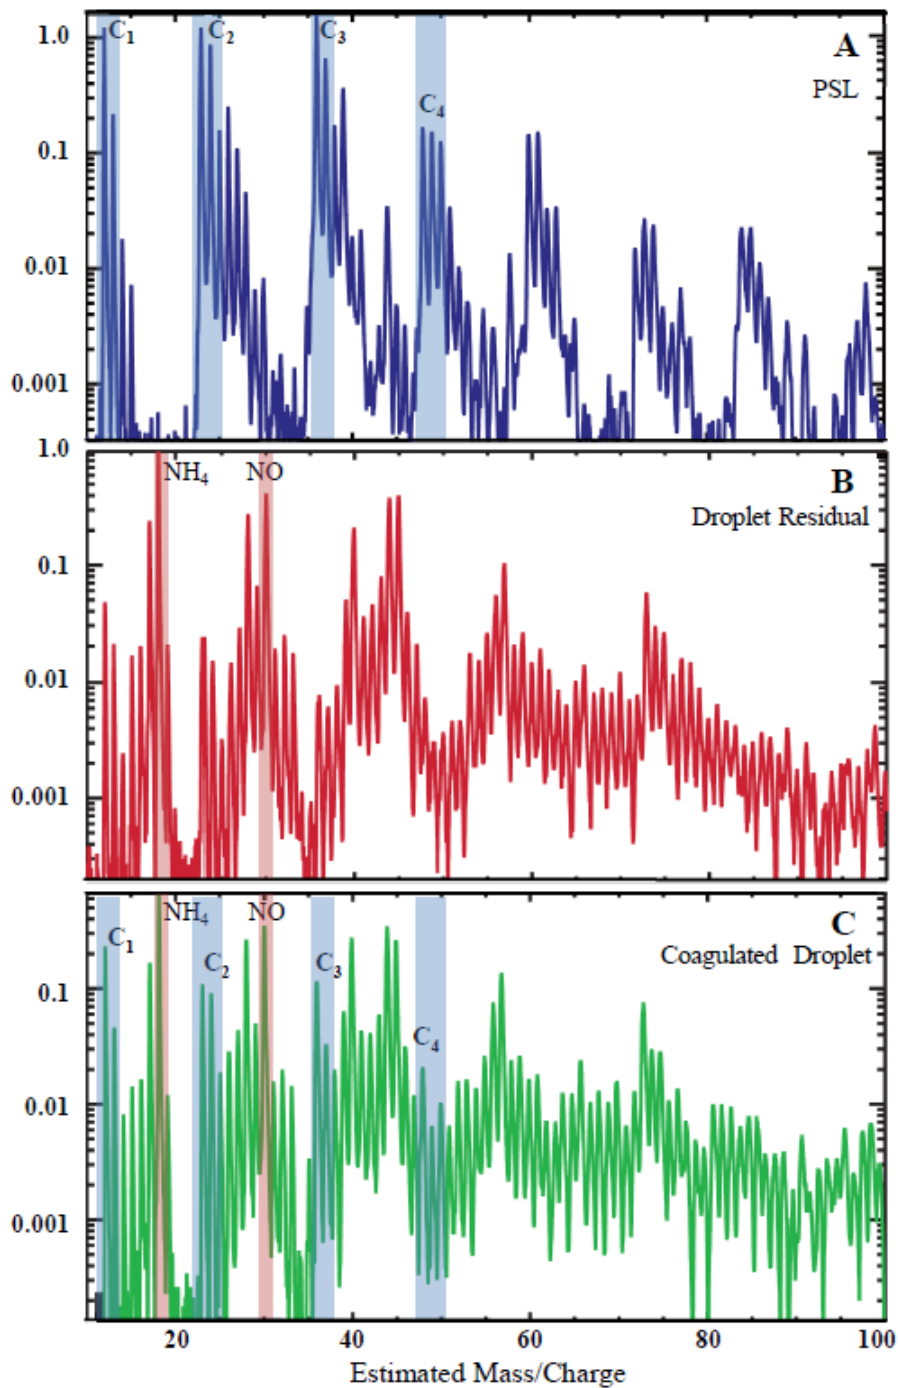 1.0 C1 C2 C3 A
PSL
C4
0.1
0.01
0.001
1.0 NH4 NO B
Droplet Residual
0.1
0.01
0.001
NH4 NO C
C1 C2 C3 Coagulated Droplet
0.1
C4
0.01
0.001
20 40 60 80 100
Estimated Mass/Charge